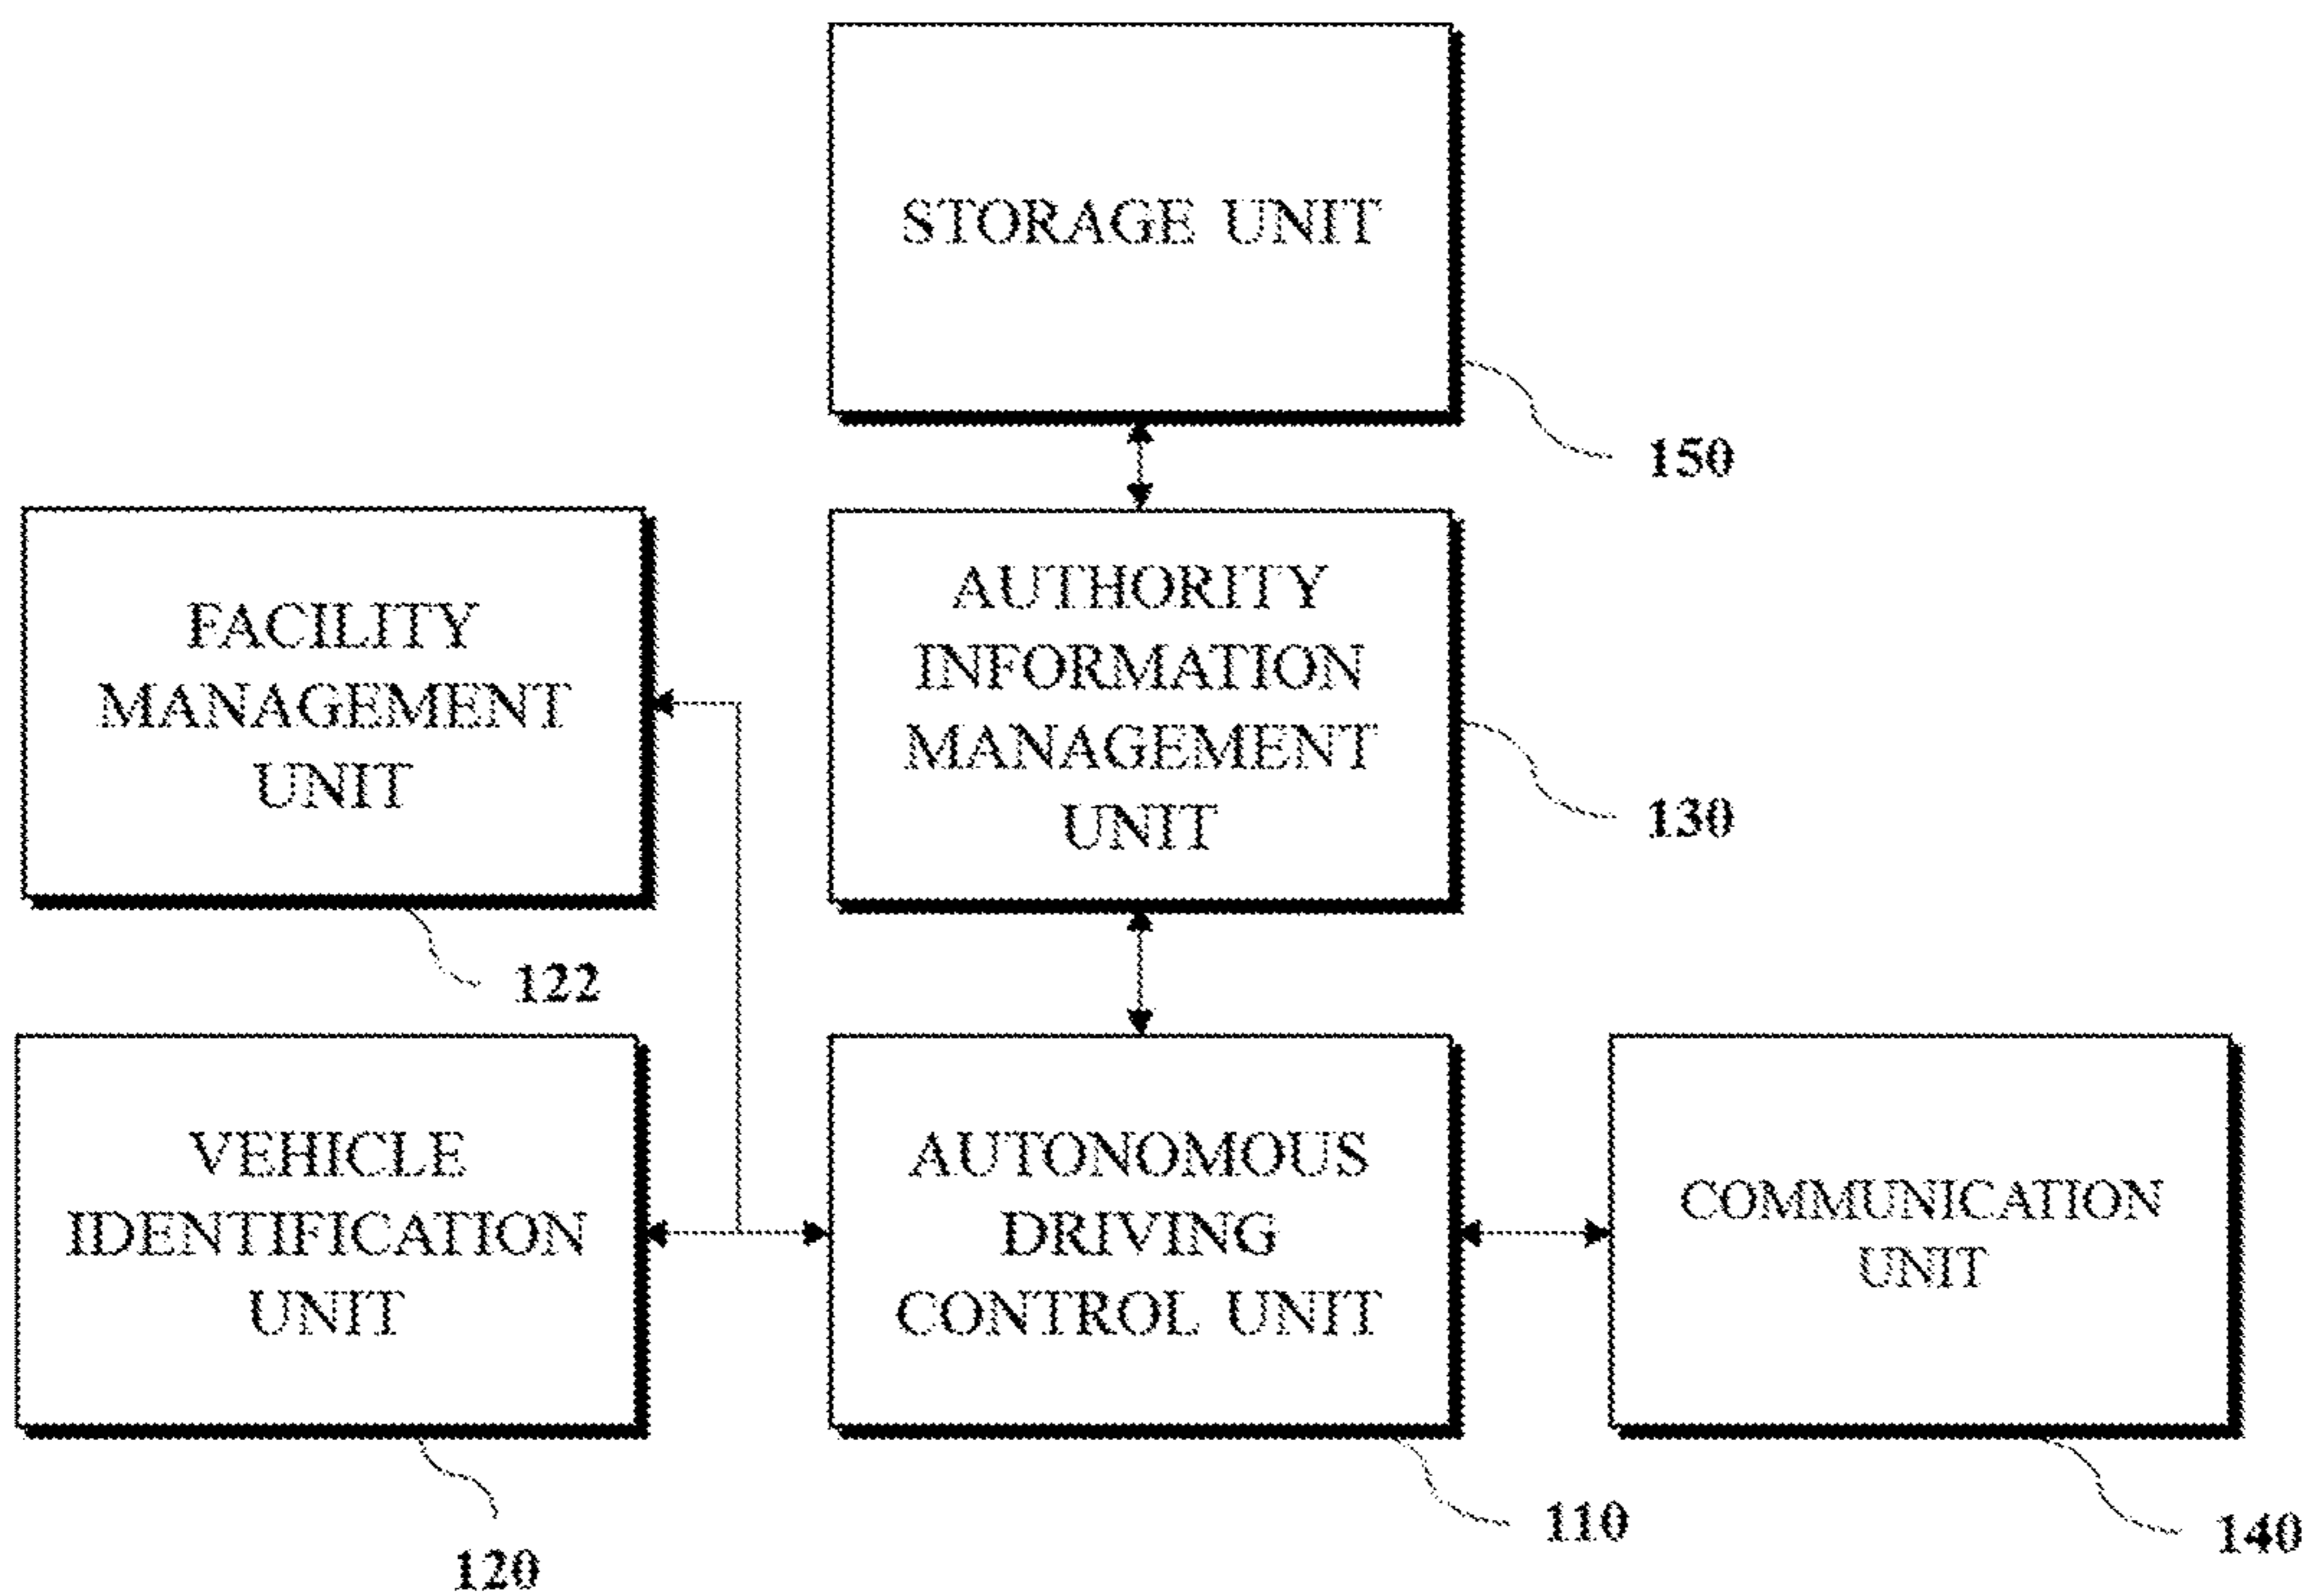 STORAGE UNIT
150
FACILITY
MANAGEMENT
UNIT
122
AUTHORITY
INFORMATION
MANAGEMENT
UNIT
130
VEHICLE
IDENTIFICATION
UNIT
120
AUTONOMOUS
DRIVING
CONTROL UNIT
110
COMMUNICATION
UNIT
140